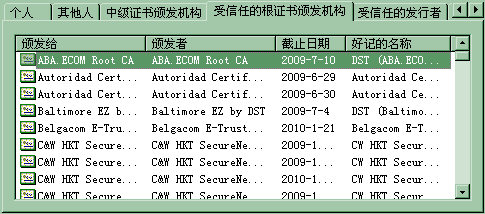 个人 其他人 中级证书颁发机构 受信任的根证书颁发机构 受信任的发行者
颁发给 颁发者 截止日期 好记的名称
ABA.ECOM Root CA ABA.ECOM Root CA 2009-7-10 DST (ABA.ECO...
Autoridad Cert... Autoridad Certif... 2009-6-29 Autoridad Ce...
Autoridad Cert... Autoridad Certif... 2009-6-30 Autoridad Ce...
Baltimore EZ b... Baltimore EZ by DST 2009-7-4 DST (Baltimo...
Belgacom E-Tru... Belgacom E-Trust... 2010-1-21 Belgacom E-T...
C&W HKT Secure... C&W HKT SecureNe... 2009-1... CW HKT Secur...
C&W HKT Secure... C&W HKT SecureNe... 2009-1... CW HKT Secur...
C&W HKT Secure... C&W HKT SecureNe... 2010-1... CW HKT Secur...
C&W HKT Secure... C&W HKT SecureNe... 2009-1... CW HKT Secur...